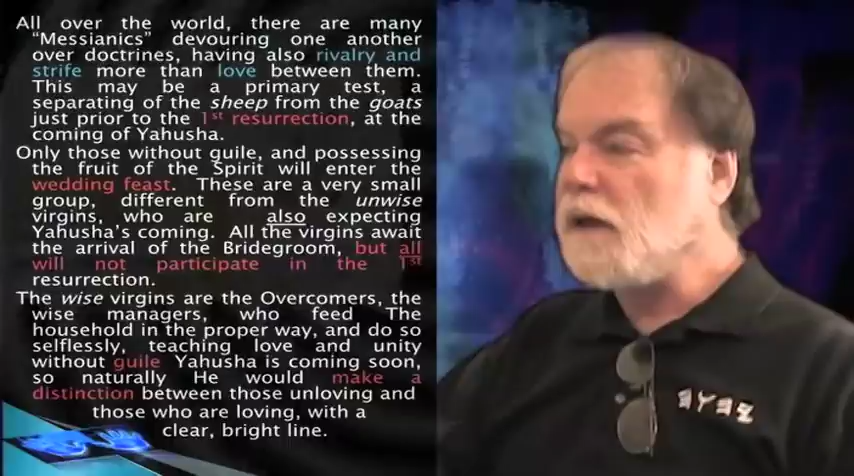 All over the world, there are many
“Messianics” devouring one another
over doctrines, having also rivalry and
strife more than love between them.
This may be a primary test, a
separating of the sheep from the goats
just prior to the 1st resurrection, at the
coming of Yahusha.
Only those without guile, and possessing
the fruit of the Spirit will enter the
wedding feast. These are a very small
group, different from the unwise
virgins, who are also expecting
Yahusha's coming. All the virgins await
the arrival of the Bridegroom, but all
will not participate in the 1st
resurrection.
The wise virgins are the Overcomers, the
wise managers, who feed The
household in the proper way, and do so
selflessly, teaching love and unity
without guile Yahusha is coming soon,
so naturally He would make a
distinction between those unloving and
those who are loving, with a
clear, bright line.
𐤉𐤄𐤅𐤄